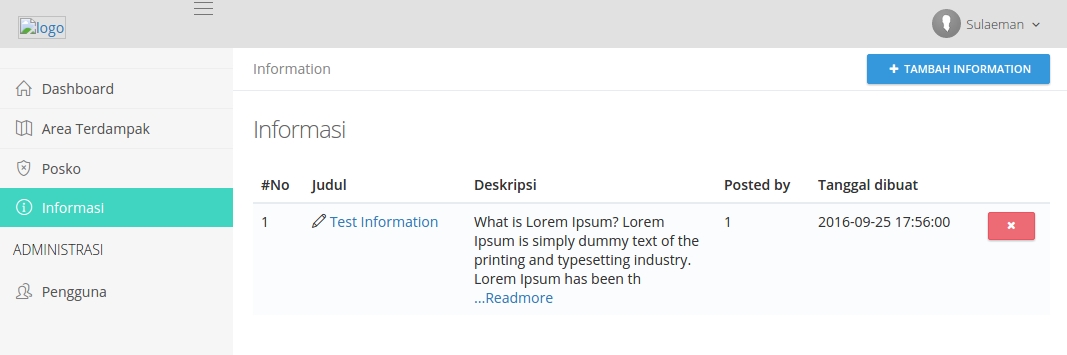 logo
Sulaeman
Information
TAMBAH INFORMATION
Dashboard
Area Terdampak
Posko
Informasi
ADMINISTRASI
Pengguna
Informasi
#No Judul Deskripsi Posted by Tanggal dibuat
1 Test Information What is Lorem Ipsum? Lorem 1 2016-09-25 17:56:00
Ipsum is simply dummy text of the
printing and typesetting industry.
Lorem Ipsum has been th
...Readmore